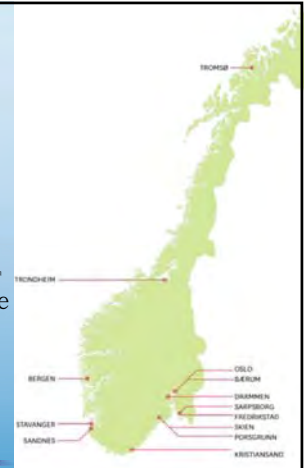 TROMSØ
e
TRONDHEIM
BERGEN
OSLO
BÆRUM
DRAMMEN
SARPSBORG
FREDRIKSTAD
STAVANGER
SKIEN
SANDNES
PORSGRUNN
KRISTIANSAND